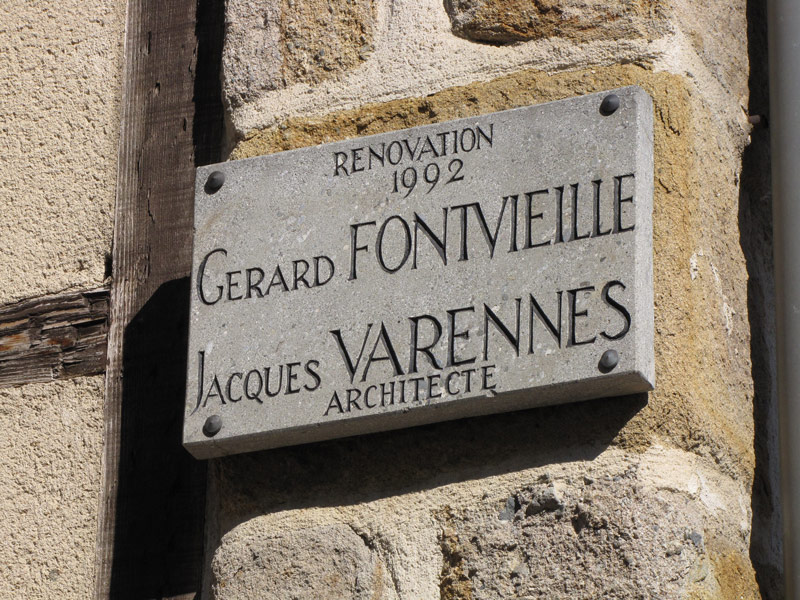 RENOVATION
1992
GERARD FONTVIEILLE
JACQUES VARENNES
ARCHITECTE